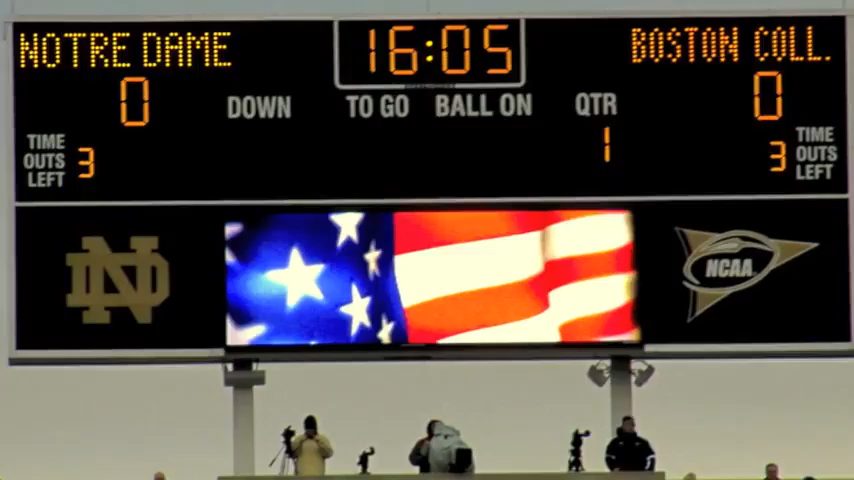 NOTRE DAME 16:05 BOSTON COLL.
0 DOWN TO GO BALL ON QTR 0
TIME OUTS LEFT 3 1 3 TIME OUTS LEFT
ND NCAA